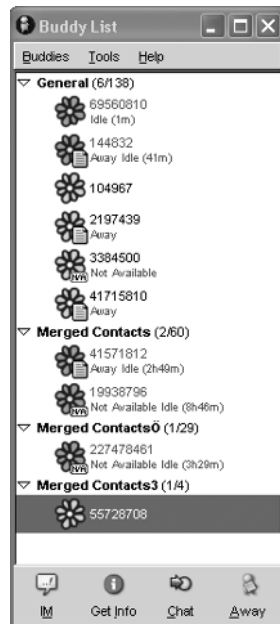 Buddy List
Buddies Tools Help
General (6/138)
69560810
Idle (1m)
144832
Away Idle (41m)
104967
2197439
Away
3384500
N/A Not Available
41715810
Away
Merged Contacts (2/60)
41571812
Away Idle (2h49m)
19938796
N/A Not Available Idle (8h46m)
Merged ContactsÖ (1/29)
227478461
N/A Not Available Idle (3h29m)
Merged Contacts3 (1/4)
55728708
IM Get Info Chat Away